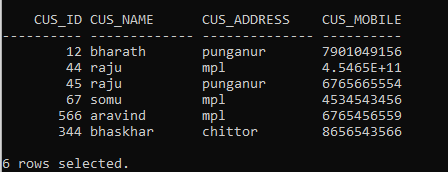 CUS_ID CUS_NAME CUS_ADDRESS CUS_MOBILE
---------- ------------- ------------ ----------
12 bharath punganur 7901049156
44 raju mpl 4.5465E+11
45 raju punganur 6765665554
67 somu mpl 4534543456
566 aravind mpl 6765456559
344 bhaskhar chittor 8656543566
6 rows selected.